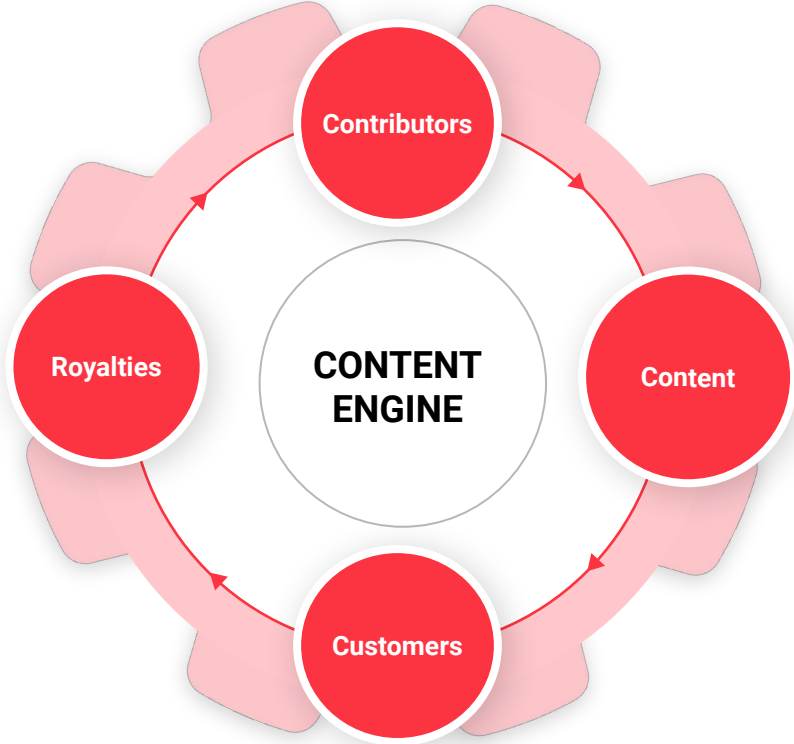 Contributors
Royalties
CONTENT
ENGINE
Content
Customers